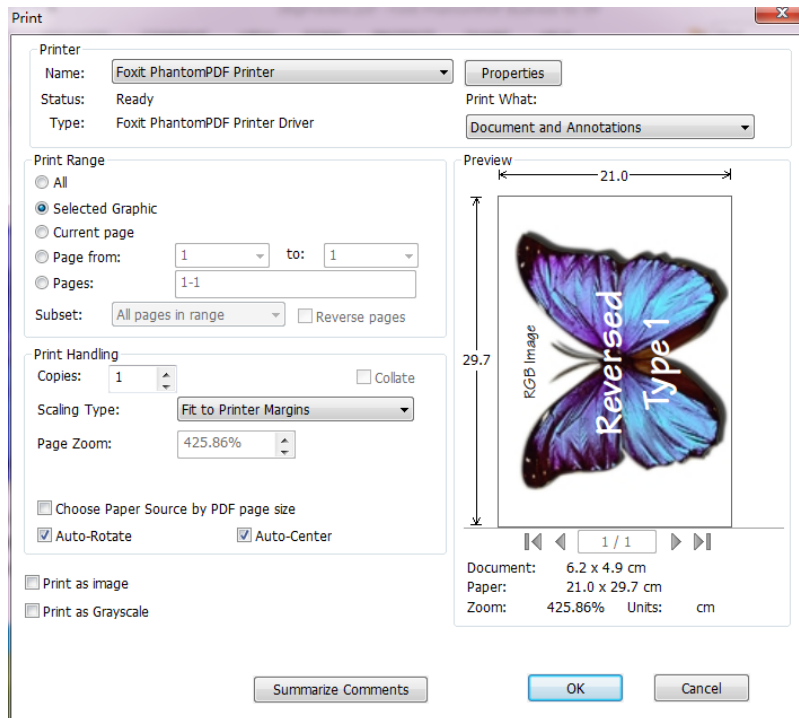 Print
Printer
Name: Foxit PhantomPDF Printer Properties
Status: Ready Print What:
Type: Foxit PhantomPDF Printer Driver Document and Annotations
Print Range
All
Selected Graphic
Current page
Page from: 1 to: 1
Pages: 1-1
Subset: All pages in range Reverse pages
Print Handling
Copies: 1 Collate
Scaling Type: Fit to Printer Margins
Page Zoom: 425.86%
Choose Paper Source by PDF page size
Auto-Rotate Auto-Center
Print as image
Print as Grayscale
Preview
21.0
29.7
RGB Image
Reversed
Type 1
1 / 1
Document: 6.2 x 4.9 cm
Paper: 21.0 x 29.7 cm
Zoom: 425.86% Units: cm
Summarize Comments OK Cancel